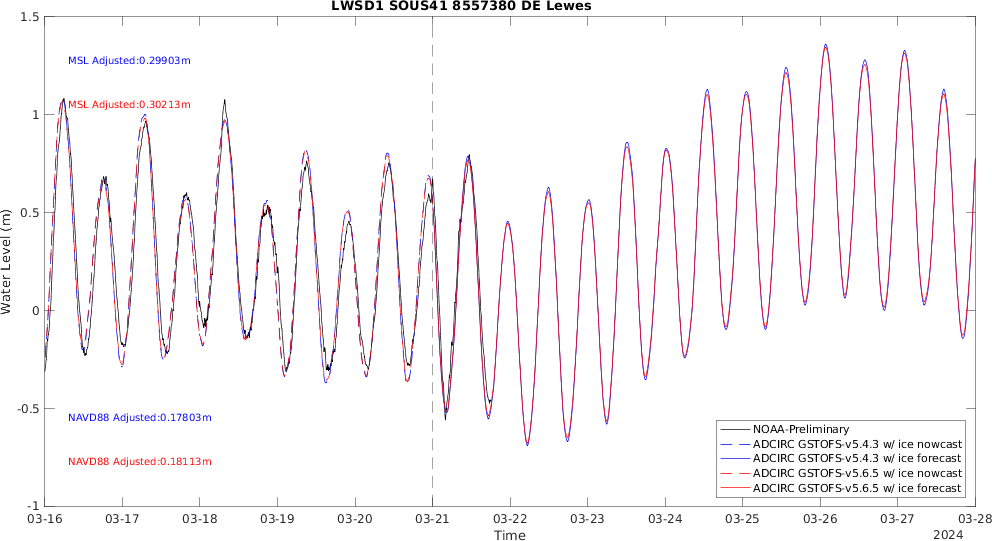 LWSD1 SOUS41 8557380 DE Lewes
Water Level (m)
1.5
1
0.5
0
-0.5
-1
MSL Adjusted:0.29903m
MSL Adjusted:0.30213m
NAVD88 Adjusted:0.17803m
NAVD88 Adjusted:0.18113m
NOAA-Preliminary
ADCIRC GSTOFS-v5.4.3 w/ ice nowcast
ADCIRC GSTOFS-v5.4.3 w/ ice forecast
ADCIRC GSTOFS-v5.6.5 w/ ice nowcast
ADCIRC GSTOFS-v5.6.5 w/ ice forecast
03-16 03-17 03-18 03-19 03-20 03-21 03-22 03-23 03-24 03-25 03-26 03-27 03-28
Time
2024